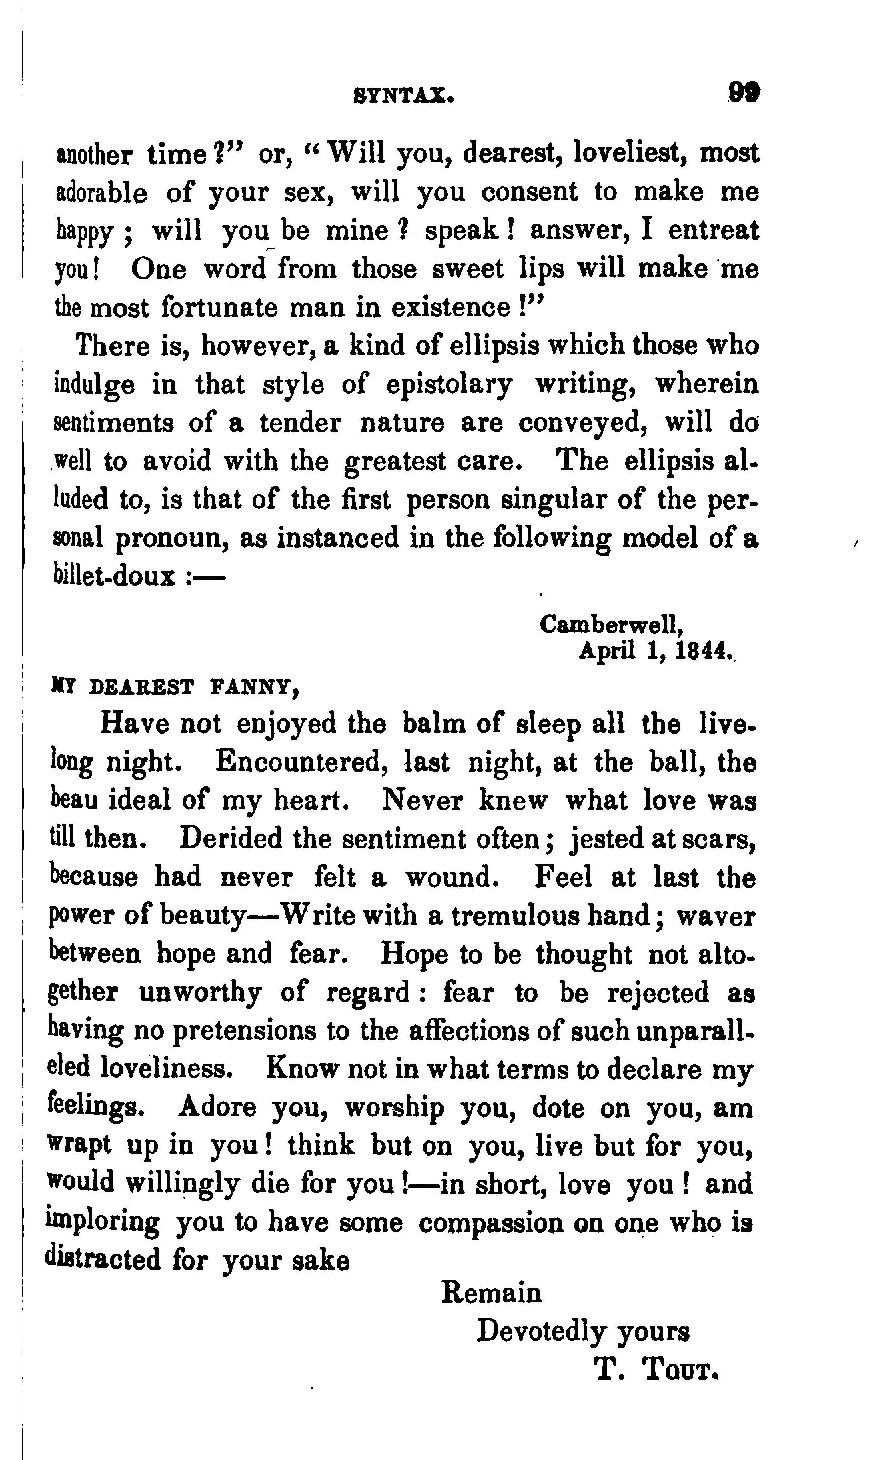 SYNTAX. 99
another time?" or, "Will you, dearest, loveliest, most
adorable of your sex, will you consent to make me
happy; will you be mine? speak! answer, I entreat
you! One word from those sweet lips will make me
the most fortunate man in existence!"
There is, however, a kind of ellipsis which those who
indulge in that style of epistolary writing, wherein
sentiments of a tender nature are conveyed, will do
well to avoid with the greatest care. The ellipsis al-
luded to, is that of the first person singular of the per-
sonal pronoun, as instanced in the following model of a
billet-doux :—
Camberwell,
April 1, 1844.
MY DEAREST FANNY,
Have not enjoyed the balm of sleep all the live-
long night. Encountered, last night, at the ball, the
beau ideal of my heart. Never knew what love was
till then. Derided the sentiment often; jested at scars,
because had never felt a wound. Feel at last the
power of beauty—Write with a tremulous hand; waver
between hope and fear. Hope to be thought not alto-
gether unworthy of regard: fear to be rejected as
having no pretensions to the affections of such unparall-
eled loveliness. Know not in what terms to declare my
feelings. Adore you, worship you, dote on you, am
wrapt up in you! think but on you, live but for you,
would willingly die for you!—in short, love you! and
imploring you to have some compassion on one who is
distracted for your sake
Remain
Devotedly yours
T. TOUT.